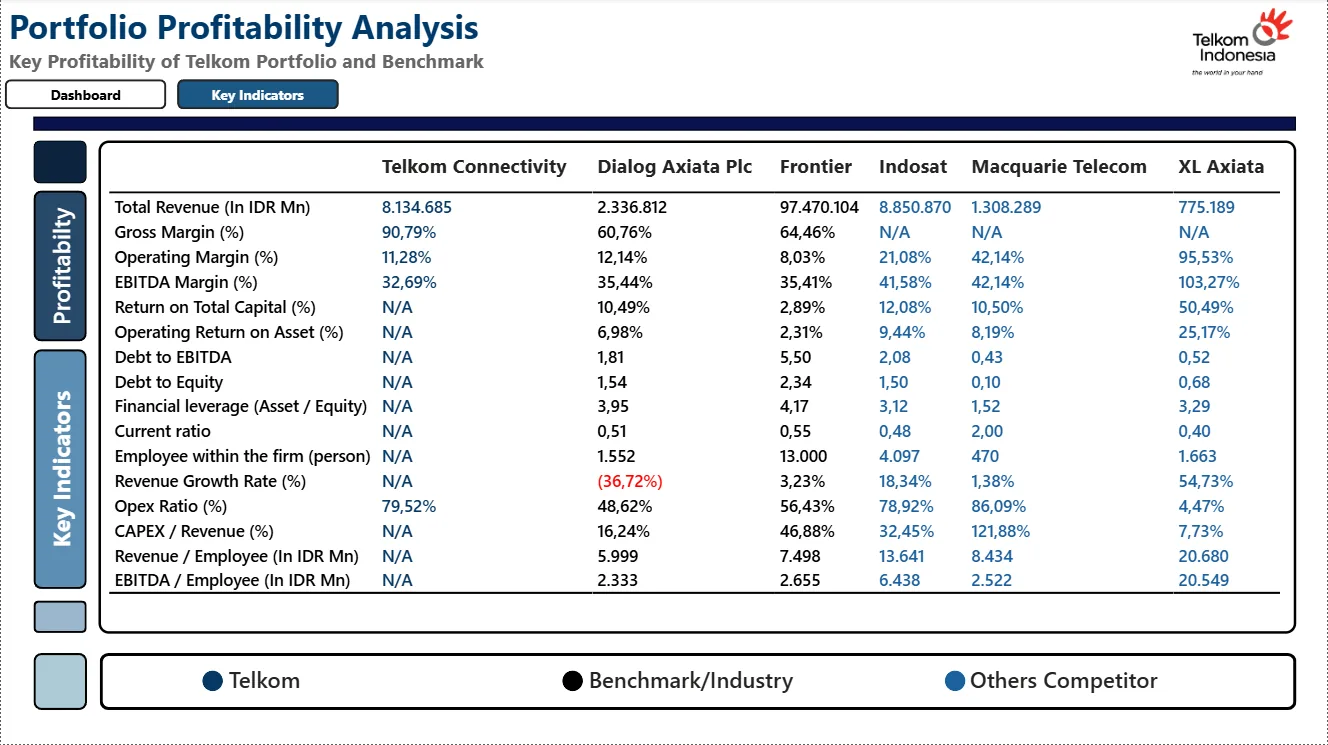 Portfolio Profitability Analysis
Key Profitability of Telkom Portfolio and Benchmark
Telkom
Indonesia
the world in your hand
Dashboard
Key Indicators
Telkom Connectivity Dialog Axiata Plc Frontier Indosat Macquarie Telecom XL Axiata
Profitabilty
Total Revenue (In IDR Mn) 8.134.685 2.336.812 97.470.104 8.850.870 1.308.289 775.189
Gross Margin (%) 90,79% 60,76% 64,46% N/A N/A N/A
Operating Margin (%) 11,28% 12,14% 8,03% 21,08% 42,14% 95,53%
EBITDA Margin (%) 32,69% 35,44% 35,41% 41,58% 42,14% 103,27%
Return on Total Capital (%) N/A 10,49% 2,89% 12,08% 10,50% 50,49%
Operating Return on Asset (%) N/A 6,98% 2,31% 9,44% 8,19% 25,17%
Key Indicators
Debt to EBITDA N/A 1,81 5,50 2,08 0,43 0,52
Debt to Equity N/A 1,54 2,34 1,50 0,10 0,68
Financial leverage (Asset / Equity) N/A 3,95 4,17 3,12 1,52 3,29
Current ratio N/A 0,51 0,55 0,48 2,00 0,40
Employee within the firm (person) N/A 1.552 13.000 4.097 470 1.663
Revenue Growth Rate (%) N/A (36,72%) 3,23% 18,34% 1,38% 54,73%
Opex Ratio (%) 79,52% 48,62% 56,43% 78,92% 86,09% 4,47%
CAPEX / Revenue (%) N/A 16,24% 46,88% 32,45% 121,88% 7,73%
Revenue / Employee (In IDR Mn) N/A 5.999 7.498 13.641 8.434 20.680
EBITDA / Employee (In IDR Mn) N/A 2.333 2.655 6.438 2.522 20.549
Telkom
Benchmark/Industry
Others Competitor